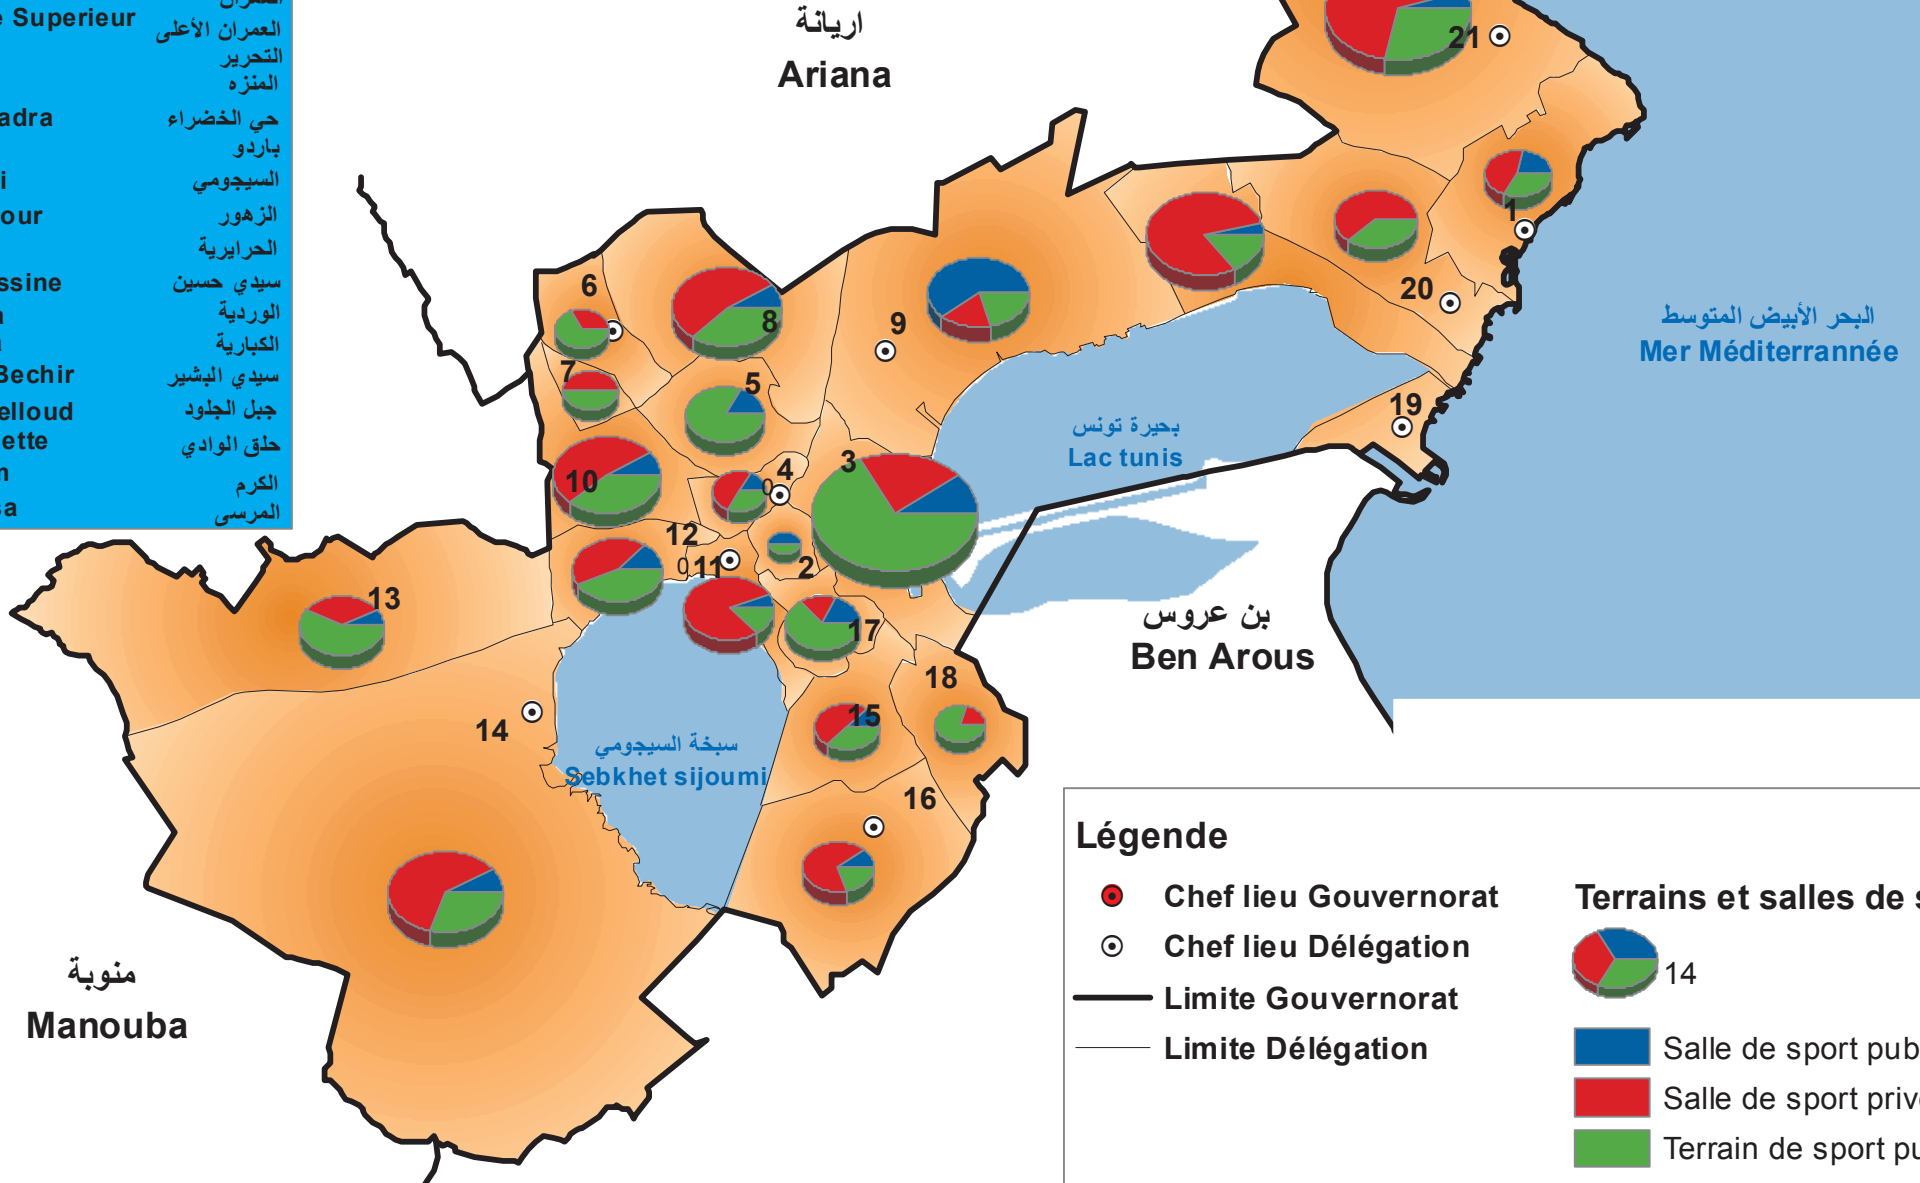 e Superieur
العمران الأعلى
التحرير
المنزه
adra
حي الخضراء
باردو
i
السيجومي
our
الزهور
الحرايرية
ssine
سيدي حسين
a
الوردية
الكبارية
Bechir
سيدي البشير
elloud
جبل الجلود
ette
حلق الوادي
الكرم
sa
المرسى
اريانة
Ariana
21
1
20
19
6
8
9
7
5
10
4
0
3
12
0
11
2
13
17
14
15
18
16
البحر الأبيض المتوسط
Mer Méditerrannée
بحيرة تونس
Lac tunis
بن عروس
Ben Arous
سبخة السيجومي
Sebkhet sijoumi
منوبة
Manouba
Légende
Chef lieu Gouvernorat
Chef lieu Délégation
Limite Gouvernorat
Limite Délégation
Terrains et salles de s
14
Salle de sport pub
Salle de sport priv
Terrain de sport pu